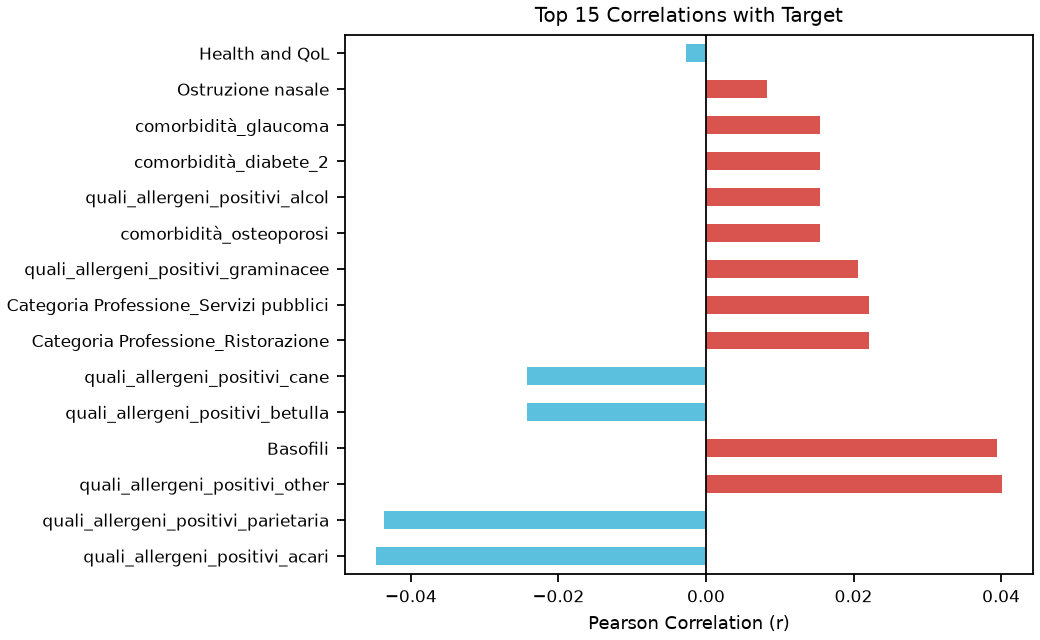 Top 15 Correlations with Target
Health and QoL
Ostruzione nasale
comorbidità_glaucoma
comorbidità_diabete_2
quali_allergeni_positivi_alcol
comorbidità_osteoporosi
quali_allergeni_positivi_graminacee
Categoria Professione_Servizi pubblici
Categoria Professione_Ristorazione
quali_allergeni_positivi_cane
quali_allergeni_positivi_betulla
Basofili
quali_allergeni_positivi_other
quali_allergeni_positivi_parietaria
quali_allergeni_positivi_acari
−0.04 −0.02 0.00 0.02 0.04
Pearson Correlation (r)